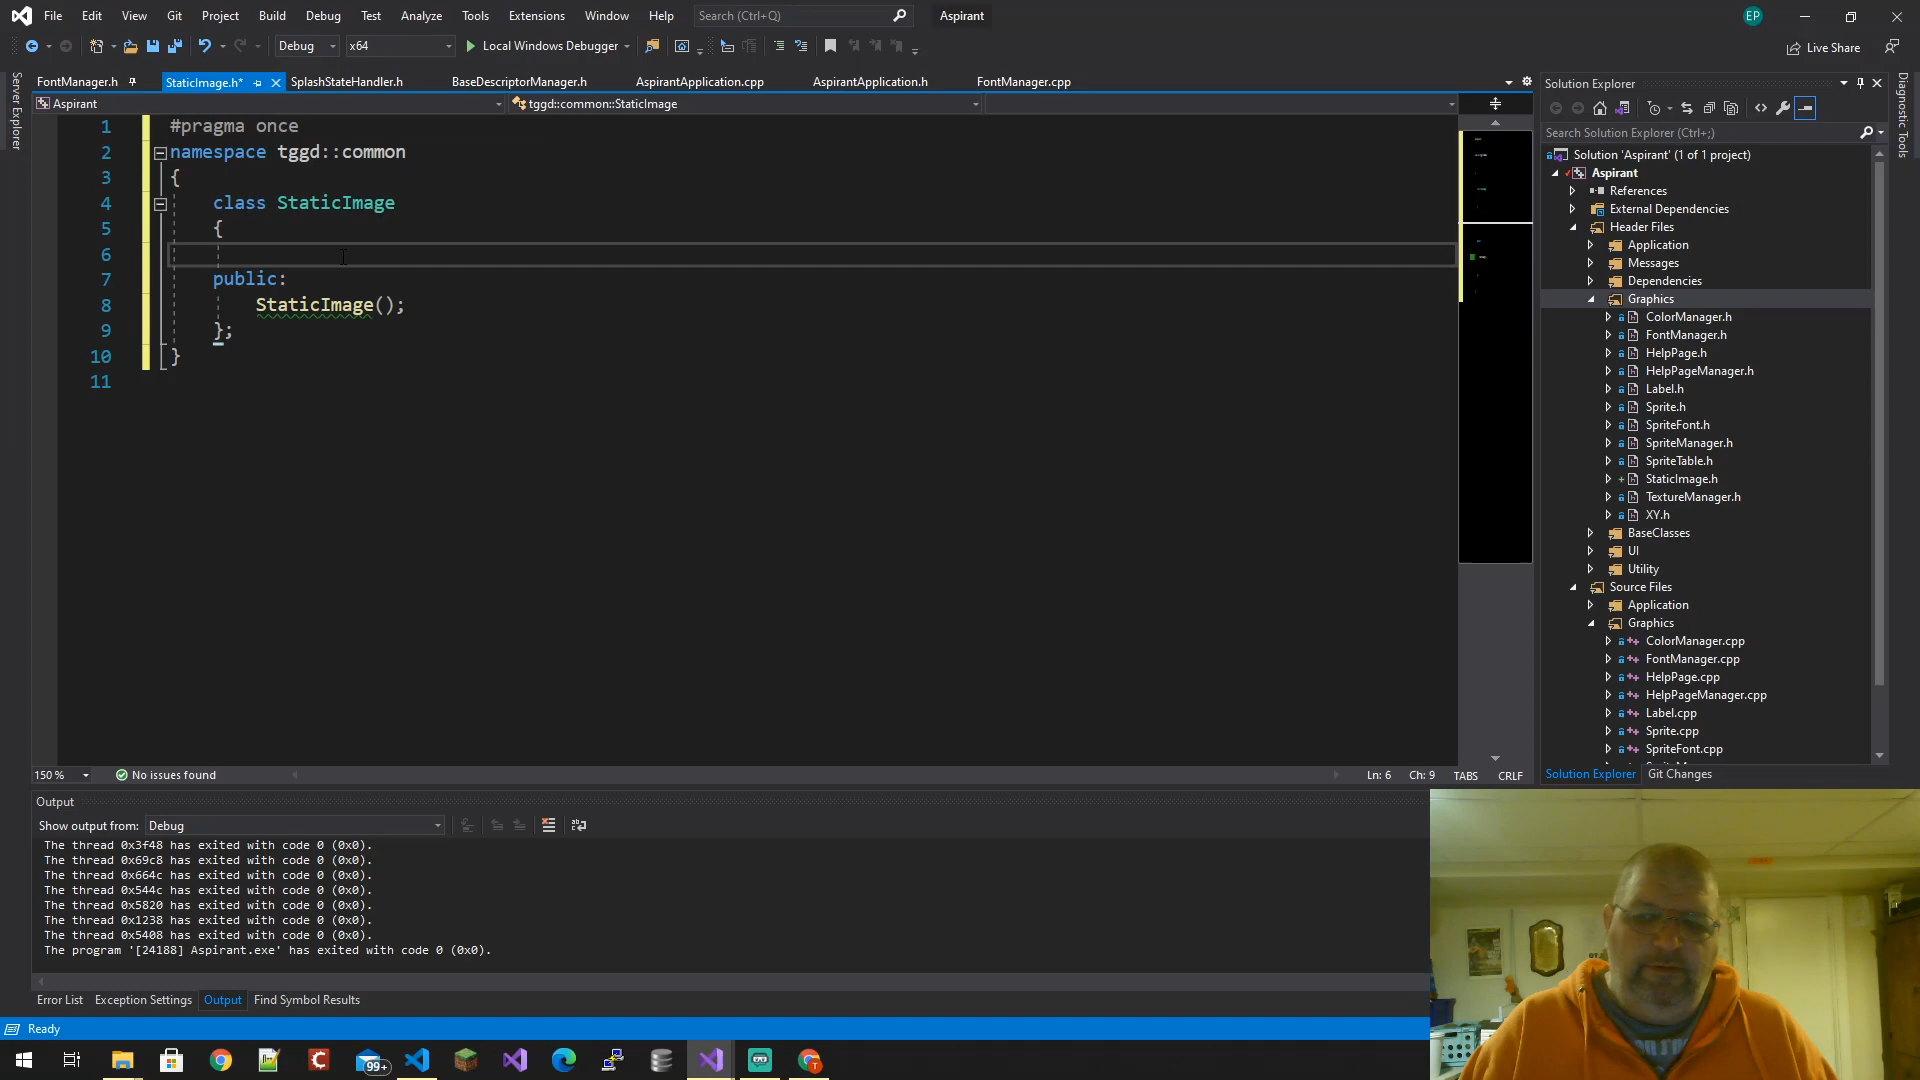 File Edit View Git Project Build Debug Test Analyze Tools Extensions Window Help Search (Ctrl+Q) Aspirant EP
Debug x64 Local Windows Debugger Live Share
FontManager.h StaticImage.h* SplashStateHandler.h BaseDescriptorManager.h AspirantApplication.cpp AspirantApplication.h FontManager.cpp
Aspirant tggd::common::StaticImage
Server Explorer
1 #pragma once
2 namespace tggd::common
3 {
4 class StaticImage
5 {
6
7 public:
8 StaticImage();
9 };
10 }
11
150 % No issues found Ln: 6 Ch: 9 TABS CRLF
Solution Explorer
Search Solution Explorer (Ctrl+;)
Solution 'Aspirant' (1 of 1 project)
Aspirant
References
External Dependencies
Header Files
Application
Messages
Dependencies
Graphics
ColorManager.h
FontManager.h
HelpPage.h
HelpPageManager.h
Label.h
Sprite.h
SpriteFont.h
SpriteManager.h
SpriteTable.h
StaticImage.h
TextureManager.h
XY.h
BaseClasses
UI
Utility
Source Files
Application
Graphics
ColorManager.cpp
FontManager.cpp
HelpPage.cpp
HelpPageManager.cpp
Label.cpp
Sprite.cpp
SpriteFont.cpp
Solution Explorer Git Changes
Diagnostic Tools
Output
Show output from: Debug
The thread 0x3f48 has exited with code 0 (0x0).
The thread 0x69c8 has exited with code 0 (0x0).
The thread 0x664c has exited with code 0 (0x0).
The thread 0x544c has exited with code 0 (0x0).
The thread 0x5820 has exited with code 0 (0x0).
The thread 0x1238 has exited with code 0 (0x0).
The thread 0x5408 has exited with code 0 (0x0).
The program '[24188] Aspirant.exe' has exited with code 0 (0x0).
Error List Exception Settings Output Find Symbol Results
Ready
99+